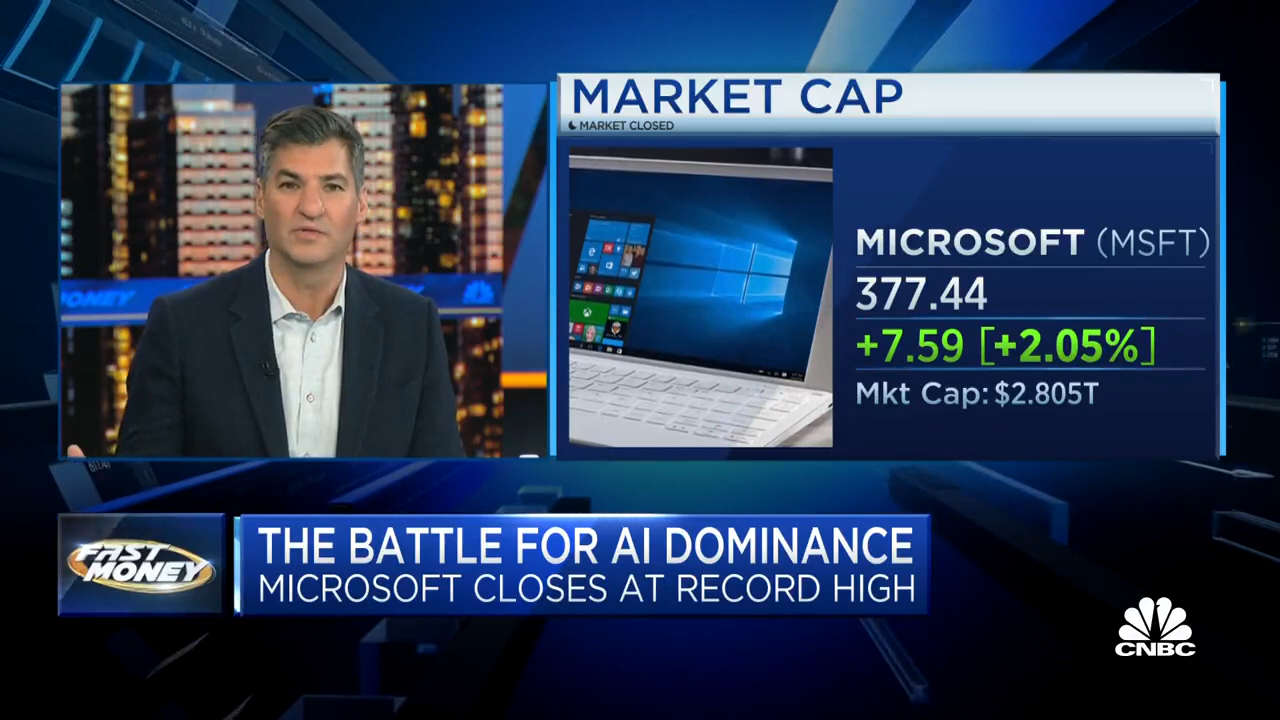 MARKET CAP
MARKET CLOSED
MICROSOFT (MSFT)
377.44
+7.59 [+2.05%]
Mkt Cap: $2.805T
MONEY
FAST
MONEY
THE BATTLE FOR AI DOMINANCE
MICROSOFT CLOSES AT RECORD HIGH
CNBC